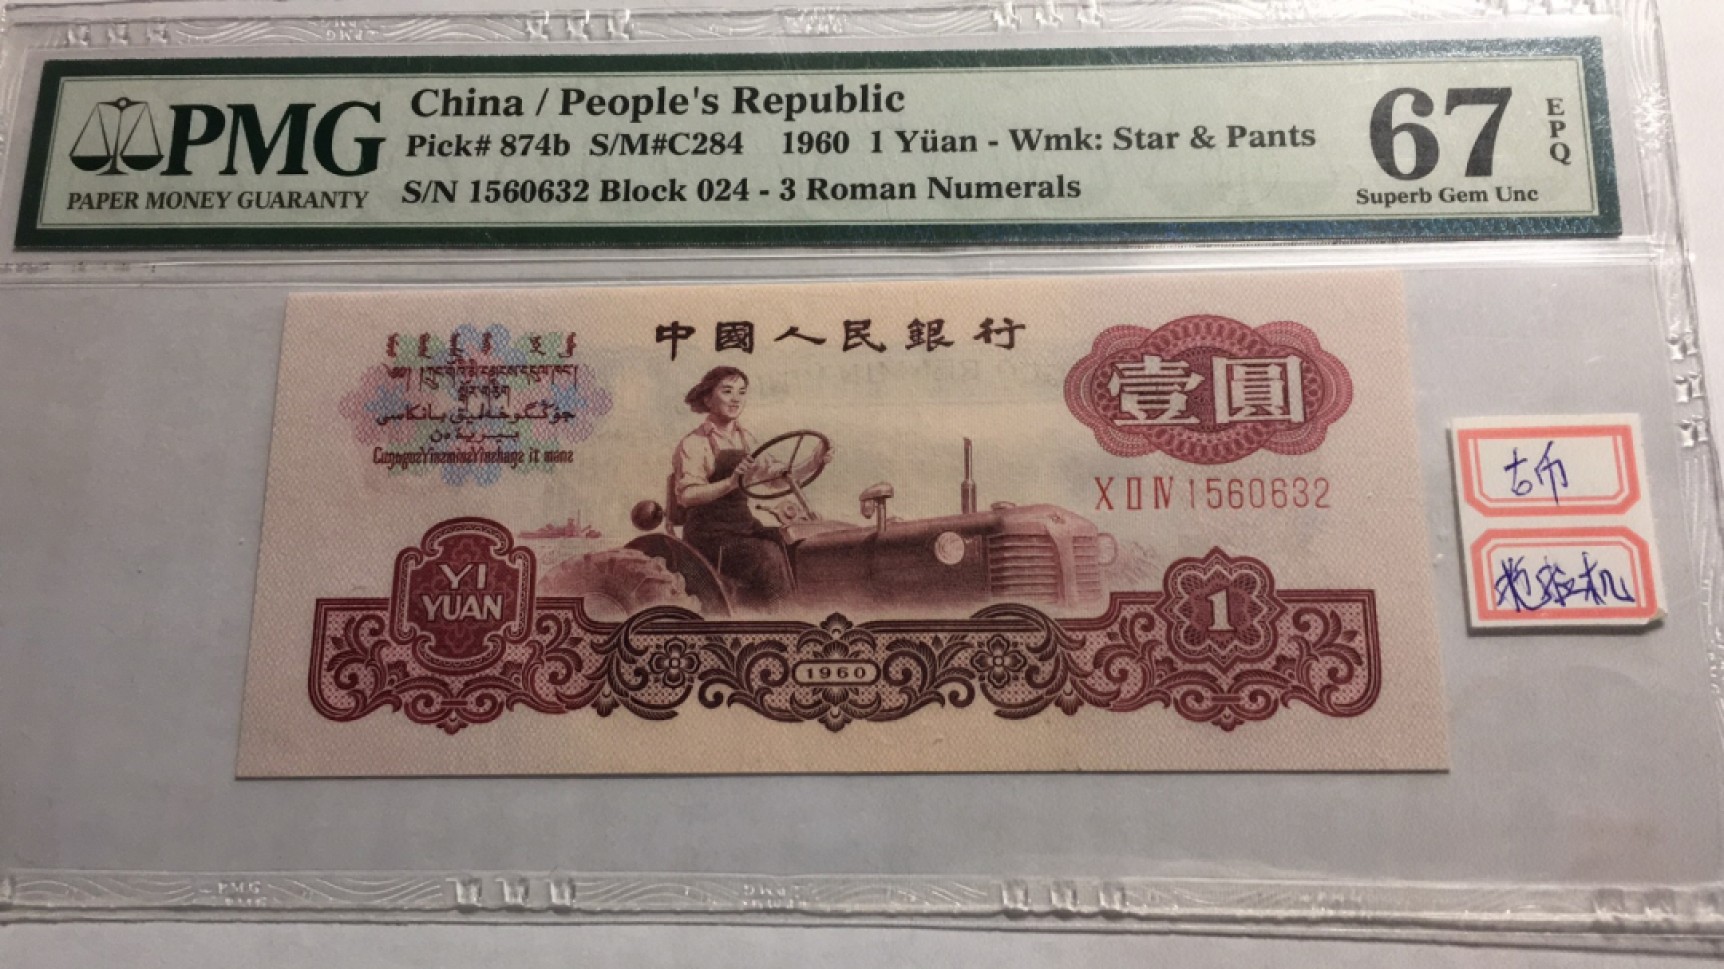 PMG
PAPER MONEY GUARANTY
China / People's Republic
Pick# 874b S/M#C284 1960 1 Yüan - Wmk: Star & Pants
S/N 1560632 Block 024 - 3 Roman Numerals
67
EPQ
Superb Gem Unc
中國人民銀行
壹圓
X II IV 1560632
YI
YUAN
1960
1
古币